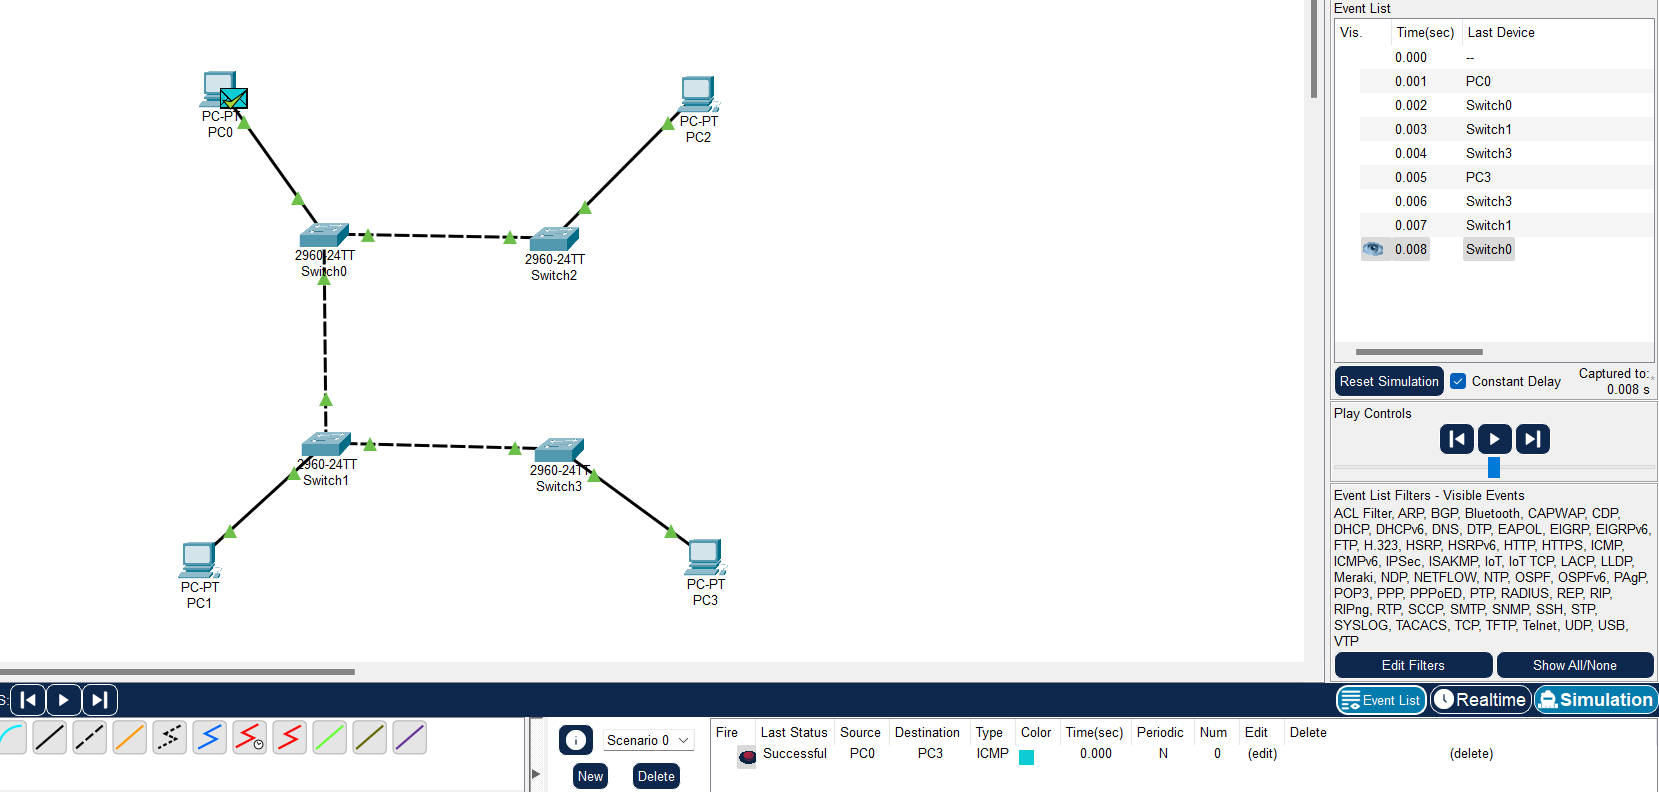 PC-PT
PC0
PC-PT
PC2
2960-24TT
Switch0
2960-24TT
Switch2
2960-24TT
Switch1
2960-24TT
Switch3
PC-PT
PC1
PC-PT
PC3
Event List
Vis. Time(sec) Last Device
0.000 --
0.001 PC0
0.002 Switch0
0.003 Switch1
0.004 Switch3
0.005 PC3
0.006 Switch3
0.007 Switch1
0.008 Switch0
Reset Simulation Constant Delay Captured to:
0.008 s
Play Controls
Event List Filters - Visible Events
ACL Filter, ARP, BGP, Bluetooth, CAPWAP, CDP,
DHCP, DHCPv6, DNS, DTP, EAPOL, EIGRP, EIGRPv6,
FTP, H.323, HSRP, HSRPv6, HTTP, HTTPS, ICMP,
ICMPv6, IPSec, ISAKMP, IoT, IoT TCP, LACP, LLDP,
Meraki, NDP, NETFLOW, NTP, OSPF, OSPFv6, PAgP,
POP3, PPP, PPPoED, PTP, RADIUS, REP, RIP,
RIPng, RTP, SCCP, SMTP, SNMP, SSH, STP,
SYSLOG, TACACS, TCP, TFTP, Telnet, UDP, USB,
VTP
Edit Filters Show All/None
S: Event List Realtime Simulation
Scenario 0
New Delete
Fire Last Status Source Destination Type Color Time(sec) Periodic Num Edit Delete
Successful PC0 PC3 ICMP 0.000 N 0 (edit) (delete)